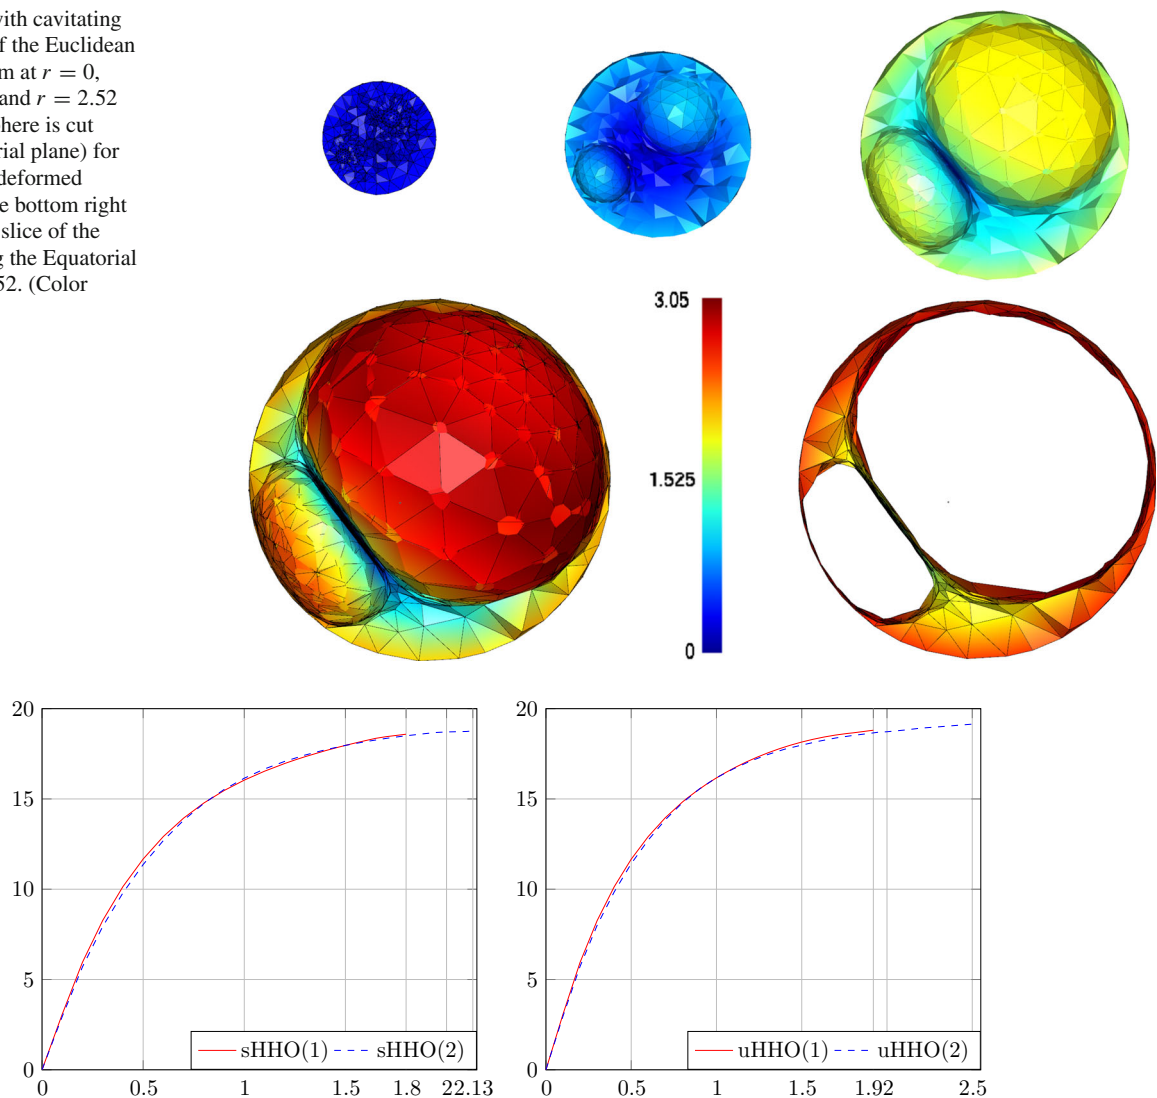 with cavitating
of the Euclidean
m at r = 0,
and r = 2.52
here is cut
rial plane) for
deformed
e bottom right
slice of the
g the Equatorial
52. (Color
3.05
1.525
0
20
15
10
5
0
0 0.5 1 1.5 1.8 22.13
sHHO(1) sHHO(2)
20
15
10
5
0
0 0.5 1 1.5 1.92 2.5
uHHO(1) uHHO(2)